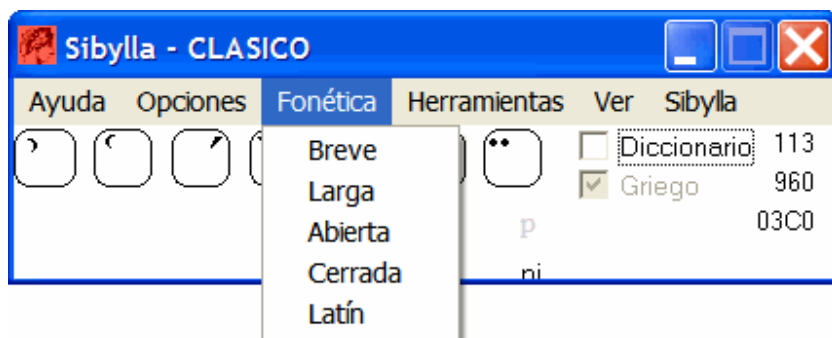 Sibylla - CLASICO
Ayuda Opciones Fonética Herramientas Ver Sibylla
Breve
Larga
Abierta
Cerrada
Latín
Diccionario 113
Griego 960
p 03C0